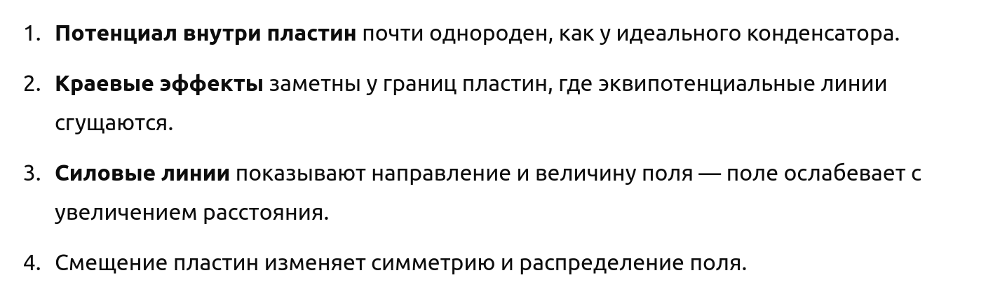 1. Потенциал внутри пластин почти однороден, как у идеального конденсатора.
2. Краевые эффекты заметны у границ пластин, где эквипотенциальные линии
сгущаются.
3. Силовые линии показывают направление и величину поля — поле ослабевает с
увеличением расстояния.
4. Смещение пластин изменяет симметрию и распределение поля.